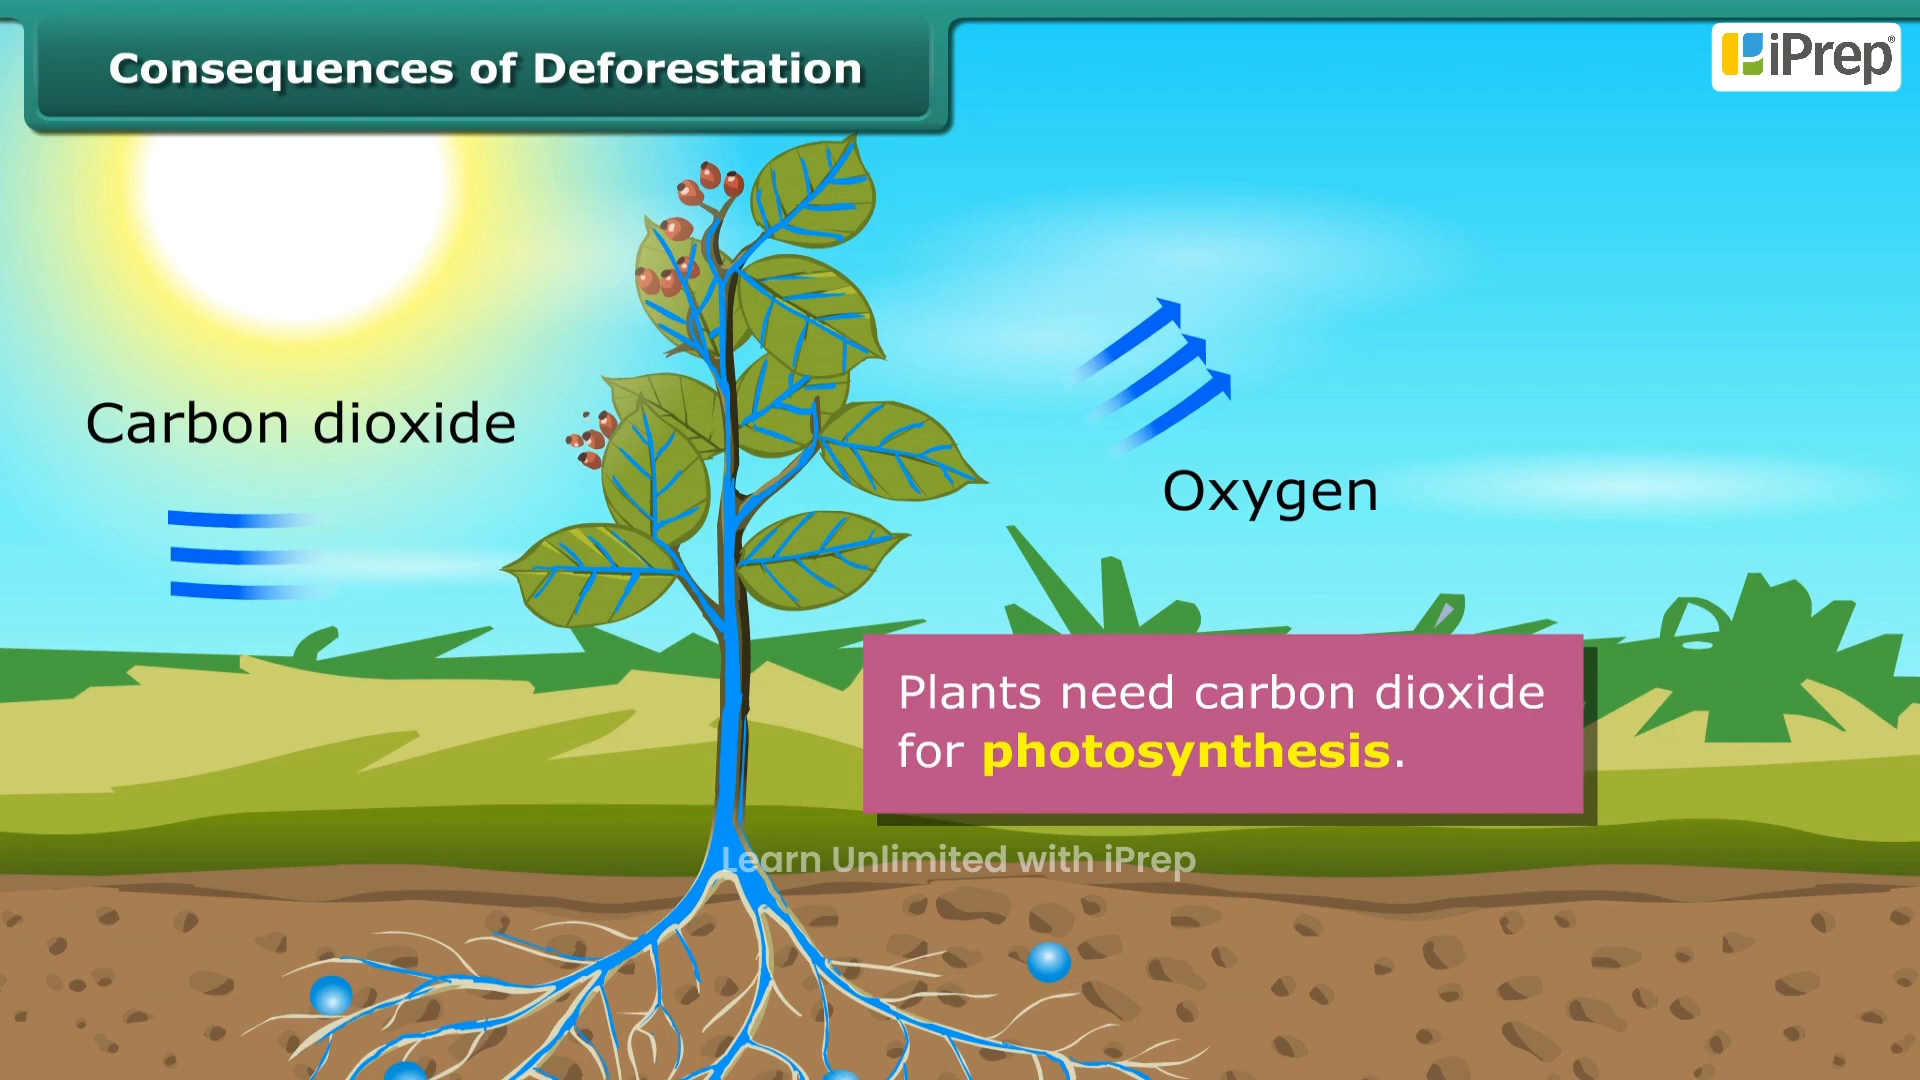 Consequences of Deforestation
iPrep®
Carbon dioxide
Oxygen
Plants need carbon dioxide
for photosynthesis.
Learn Unlimited with iPrep